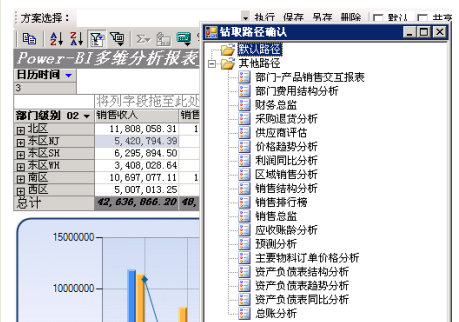 方案选择：
执行 保存 另存 删除 默认 共享
钻取路径确认
Power-BI多维分析报表
日历时间
3
将列字段拖至此处
部门级别 02 销售收入 销售
北区 11,808,058.31 1
东区NJ 5,420,794.39
东区SH 6,295,894.50
东区WH 3,408,028.64
南区 10,697,077.11 1
西区 5,007,013.25
总计 42,636,866.20 48,
15000000
10000000
默认路径
其他路径
部门-产品销售交互报表
部门费用结构分析
财务总监
采购退货分析
供应商评估
价格趋势分析
利润同比分析
区域销售分析
销售结构分析
销售排行榜
销售总监
应收账龄分析
预测分析
主要物料订单价格分析
资产负债表结构分析
资产负债表趋势分析
资产负债表同比分析
总账分析